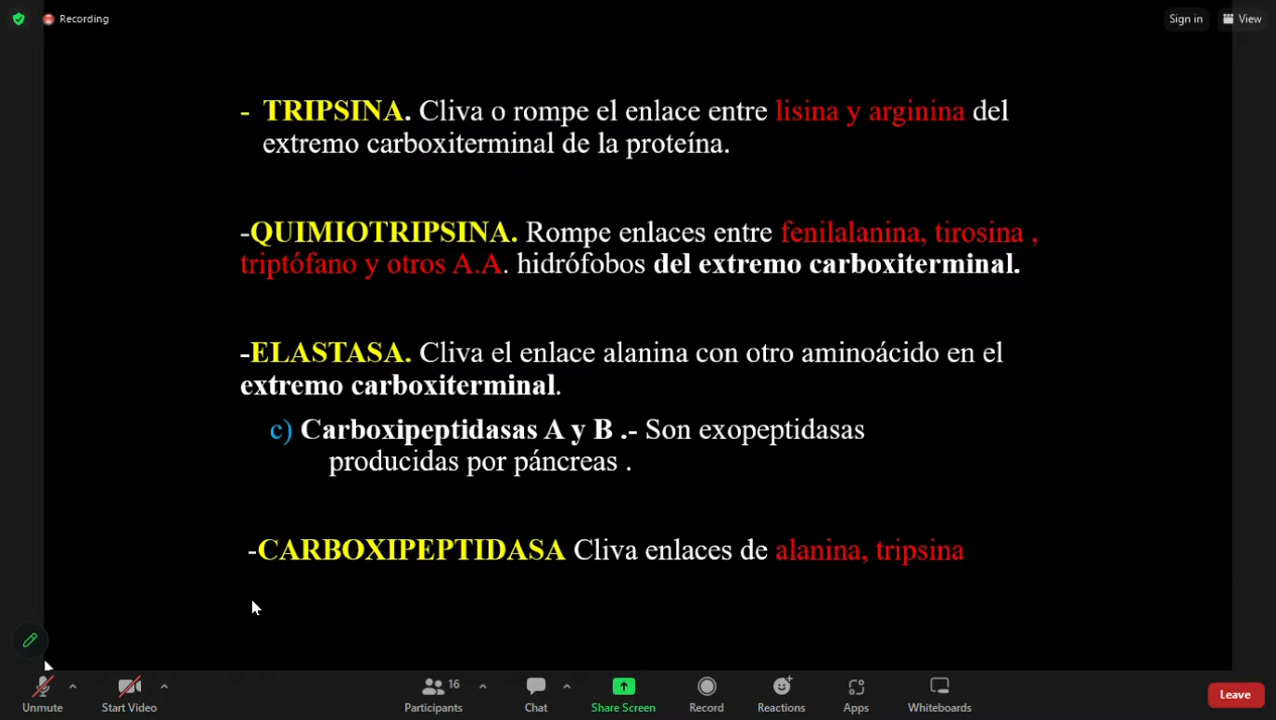 Recording
Sign in
View
- TRIPSINA. Cliva o rompe el enlace entre lisina y arginina del
extremo carboxiterminal de la proteína.
-QUIMIOTRIPSINA. Rompe enlaces entre fenilalanina, tirosina ,
triptófano y otros A.A. hidrófobos del extremo carboxiterminal.
-ELASTASA. Cliva el enlace alanina con otro aminoácido en el
extremo carboxiterminal.
c) Carboxipeptidasas A y B .- Son exopeptidasas
producidas por páncreas .
-CARBOXIPEPTIDASA Cliva enlaces de alanina, tripsina
16
Unmute
Start Video
Participants
Chat
Share Screen
Record
Reactions
Apps
Whiteboards
Leave